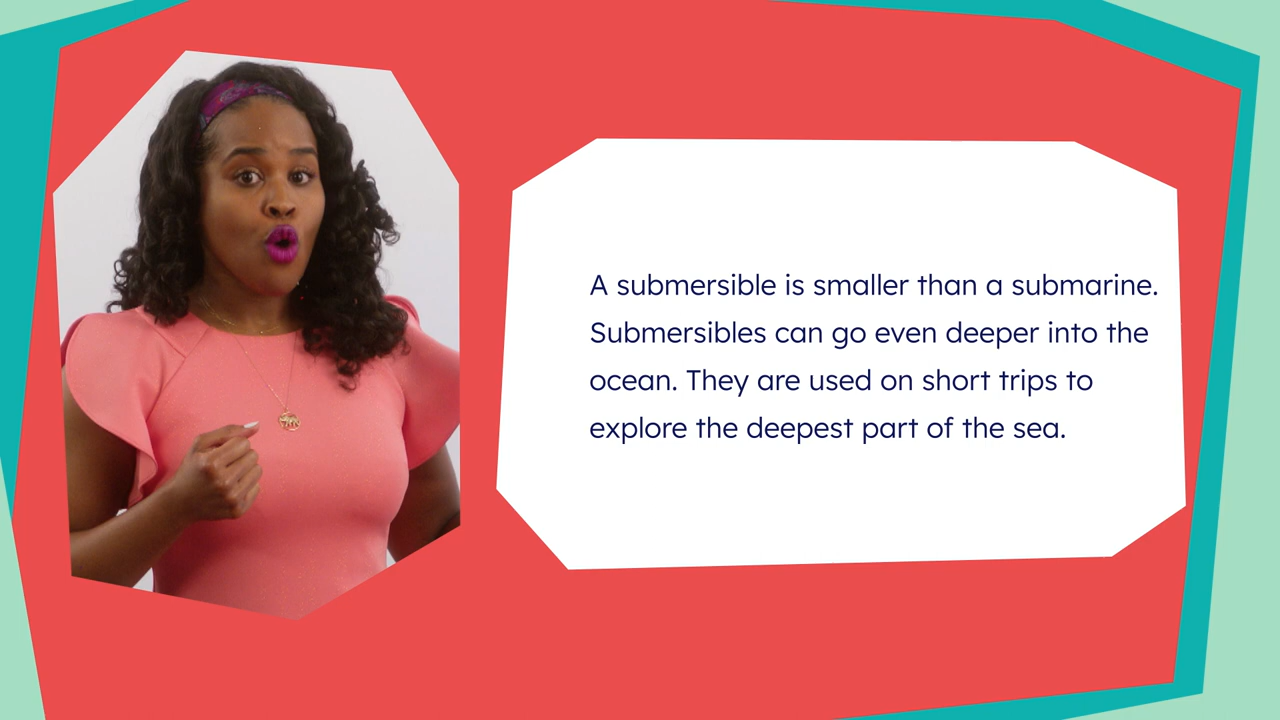 A submersible is smaller than a submarine.
Submersibles can go even deeper into the
ocean. They are used on short trips to
explore the deepest part of the sea.